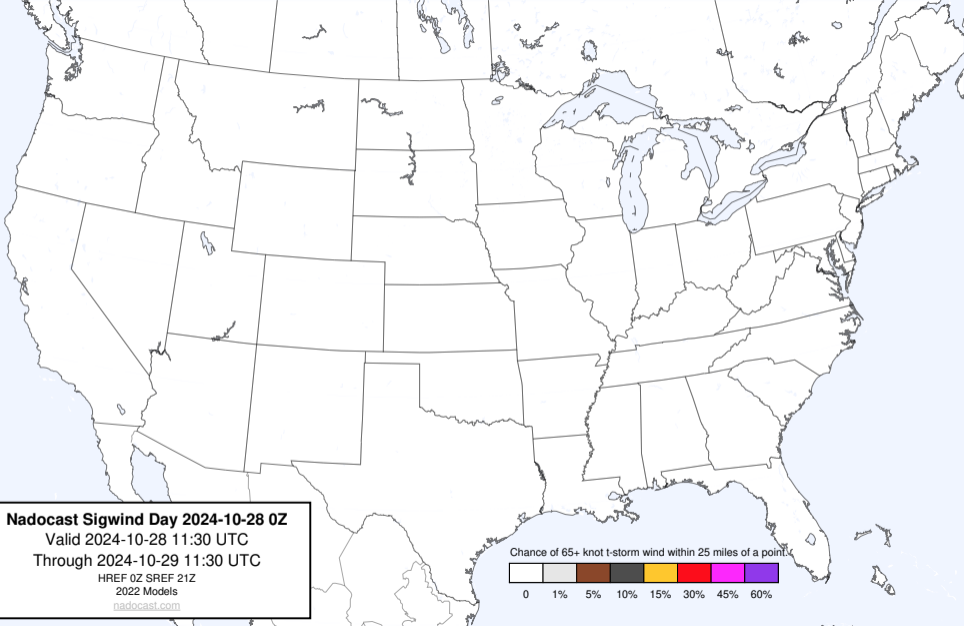 Nadocast Sigwind Day 2024-10-28 0Z
Valid 2024-10-28 11:30 UTC
Through 2024-10-29 11:30 UTC
HREF 0Z SREF 21Z
2022 Models
nadocast.com
Chance of 65+ knot t-storm wind within 25 miles of a point.
0 1% 5% 10% 15% 30% 45% 60%